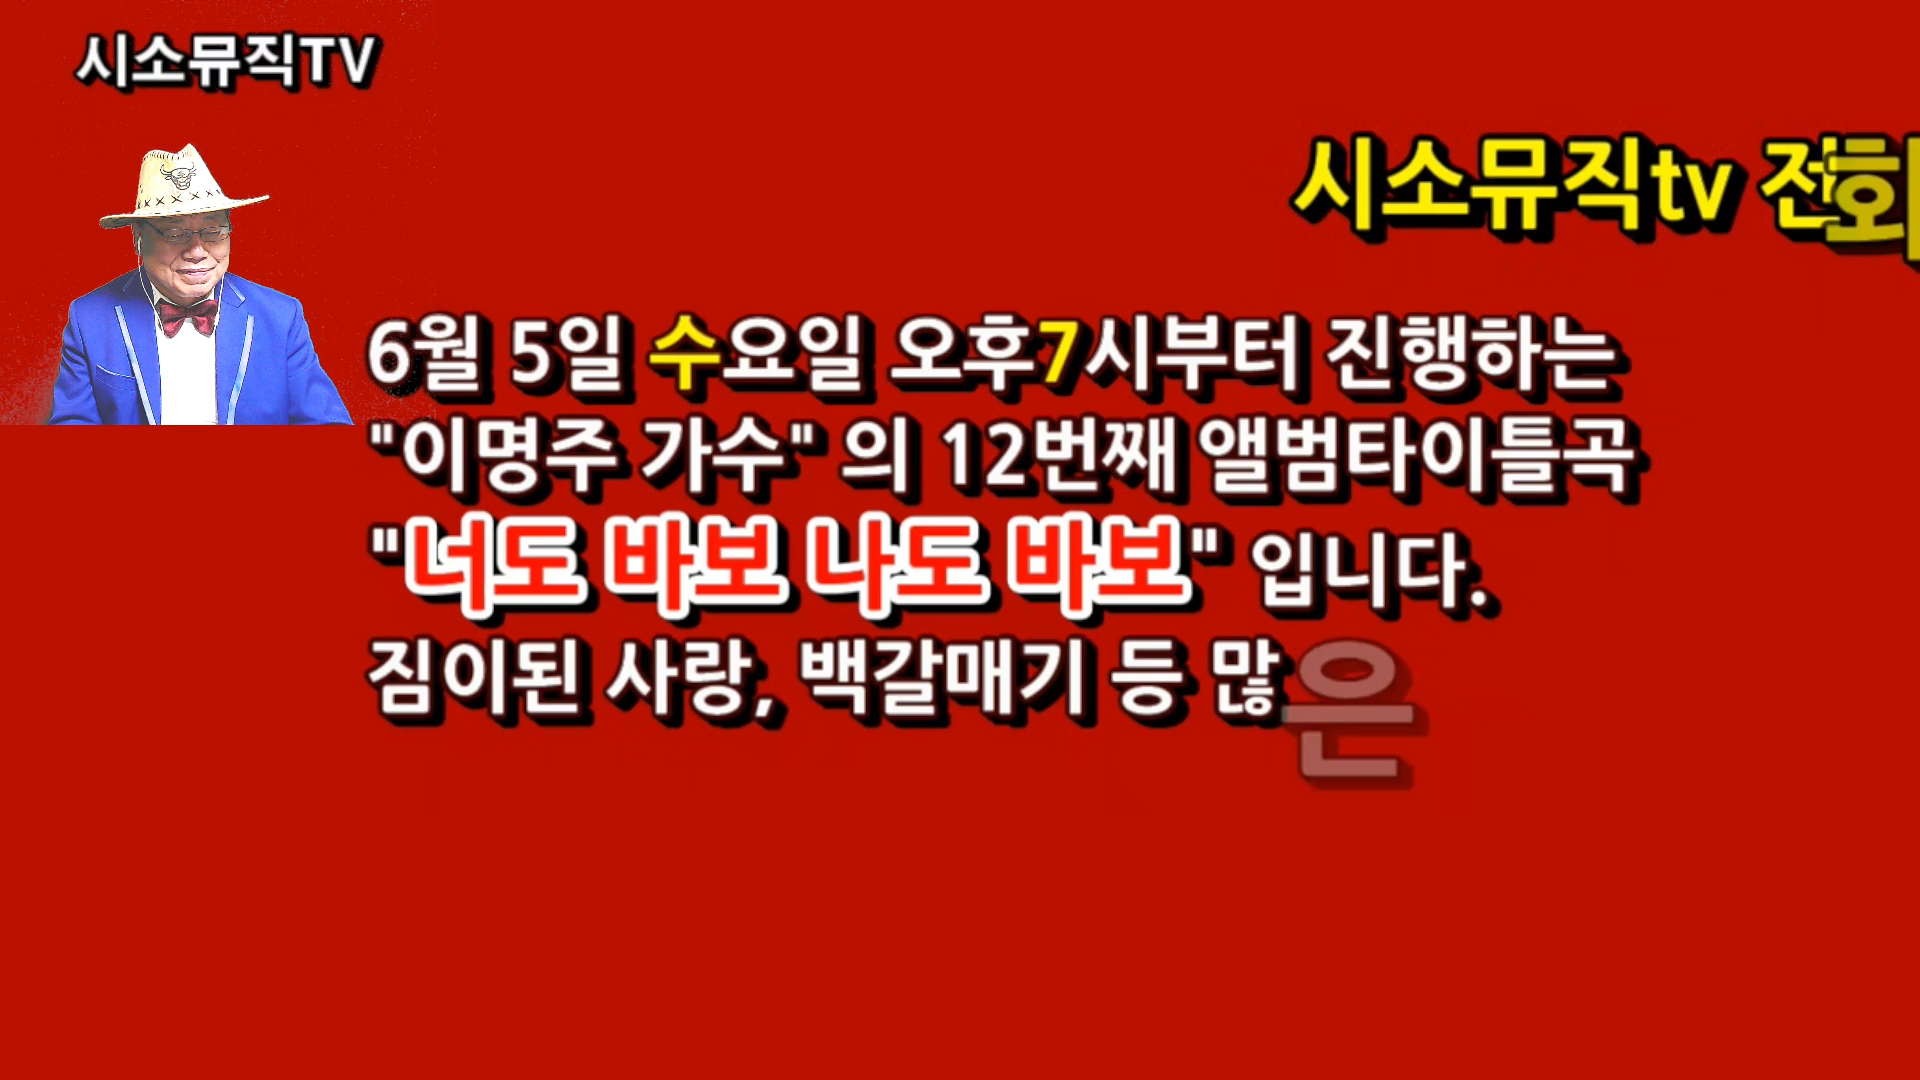 시소뮤직TV
시소뮤직tv 전화
6월 5일 수요일 오후7시부터 진행하는
"이명주 가수" 의 12번째 앨범타이틀곡
"너도 바보 나도 바보" 입니다.
짐이된 사랑, 백갈매기 등 많은